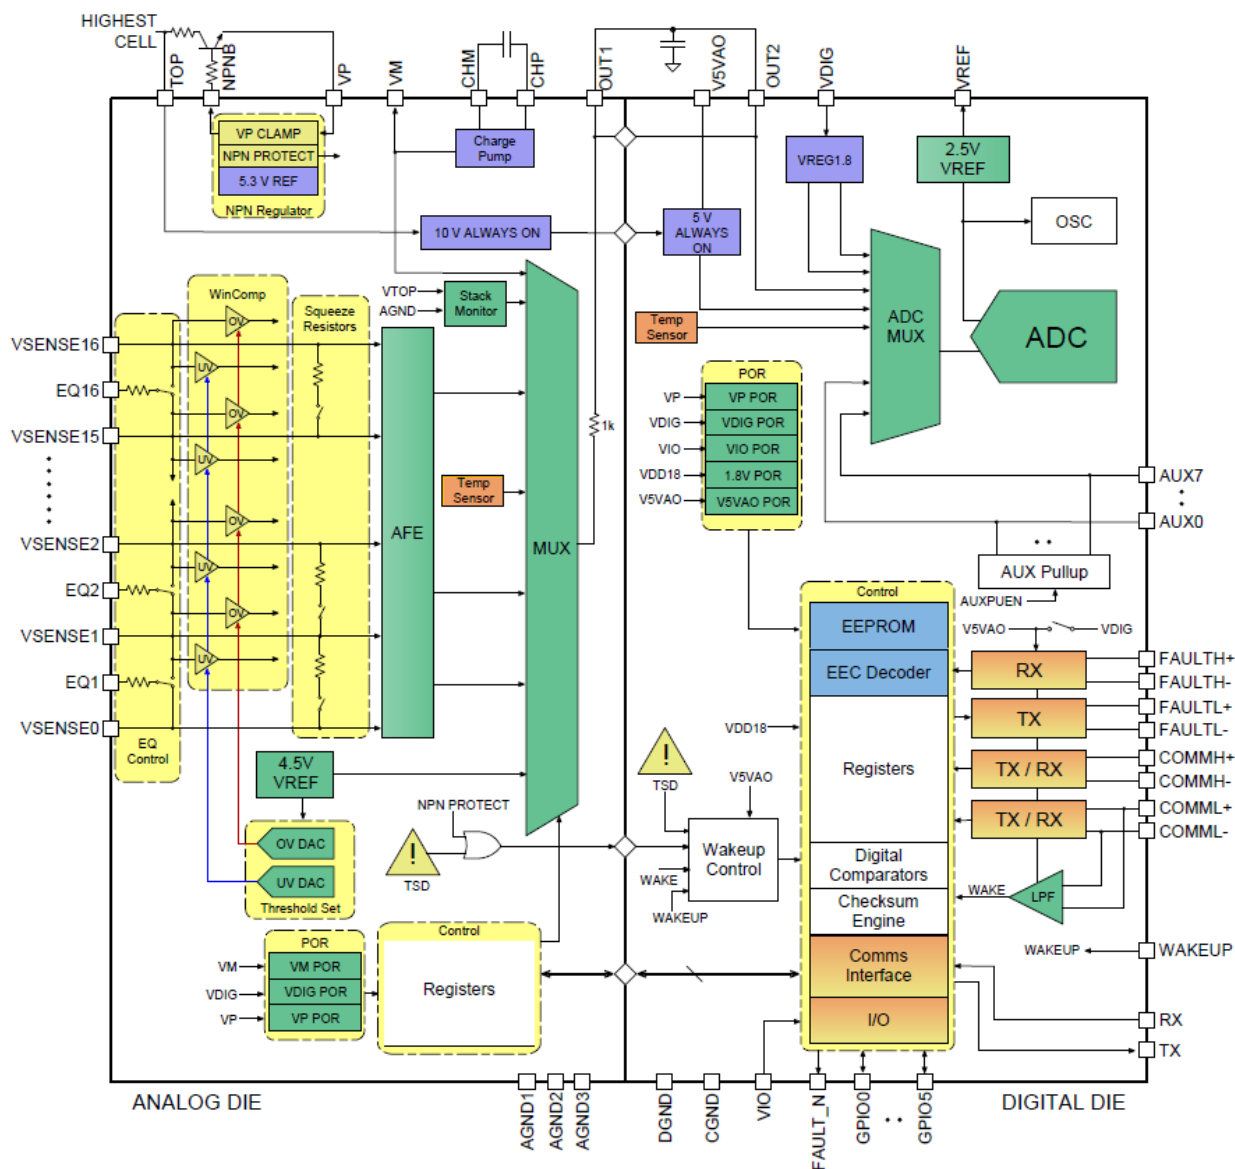 HIGHEST
CELL
TOP
NPNB
VP
VM
CHM
CHP
OUT1
V5VAO
OUT2
VDIG
VREF
VP CLAMP
NPN PROTECT
5.3 V REF
NPN Regulator
Charge
Pump
VREG1.8
2.5V
VREF
OSC
10 V ALWAYS ON
5 V
ALWAYS
ON
WinComp
Squeeze
Resistors
VTOP
AGND
Stack
Monitor
Temp
Sensor
ADC
MUX
ADC
OV
UV
OV
UV
OV
UV
OV
UV
VSENSE16
EQ16
VSENSE15
VSENSE2
EQ2
VSENSE1
EQ1
VSENSE0
EQ
Control
AFE
Temp
Sensor
MUX
1k
POR
VP
VP POR
VDIG
VDIG POR
VIO
VIO POR
VDD18
1.8V POR
V5VAO
V5VAO POR
AUX7
AUX0
AUX Pullup
AUXPUEN
V5VAO
VDIG
Control
EEPROM
EEC Decoder
VDD18
Registers
Digital
Comparators
Checksum
Engine
Comms
Interface
I/O
RX
TX
TX / RX
TX / RX
FAULTH+
FAULTH-
FAULTL+
FAULTL-
COMMH+
COMMH-
COMML+
COMML-
WAKE
LPF
WAKEUP
WAKEUP
RX
TX
4.5V
VREF
OV DAC
UV DAC
Threshold Set
NPN PROTECT
!
TSD
!
TSD
V5VAO
Wakeup
Control
WAKE
WAKEUP
POR
VM
VM POR
VDIG
VDIG POR
VP
VP POR
Control
Registers
ANALOG DIE
AGND1
AGND2
AGND3
DGND
CGND
VIO
FAULT_N
GPIO0
GPIO5
DIGITAL DIE